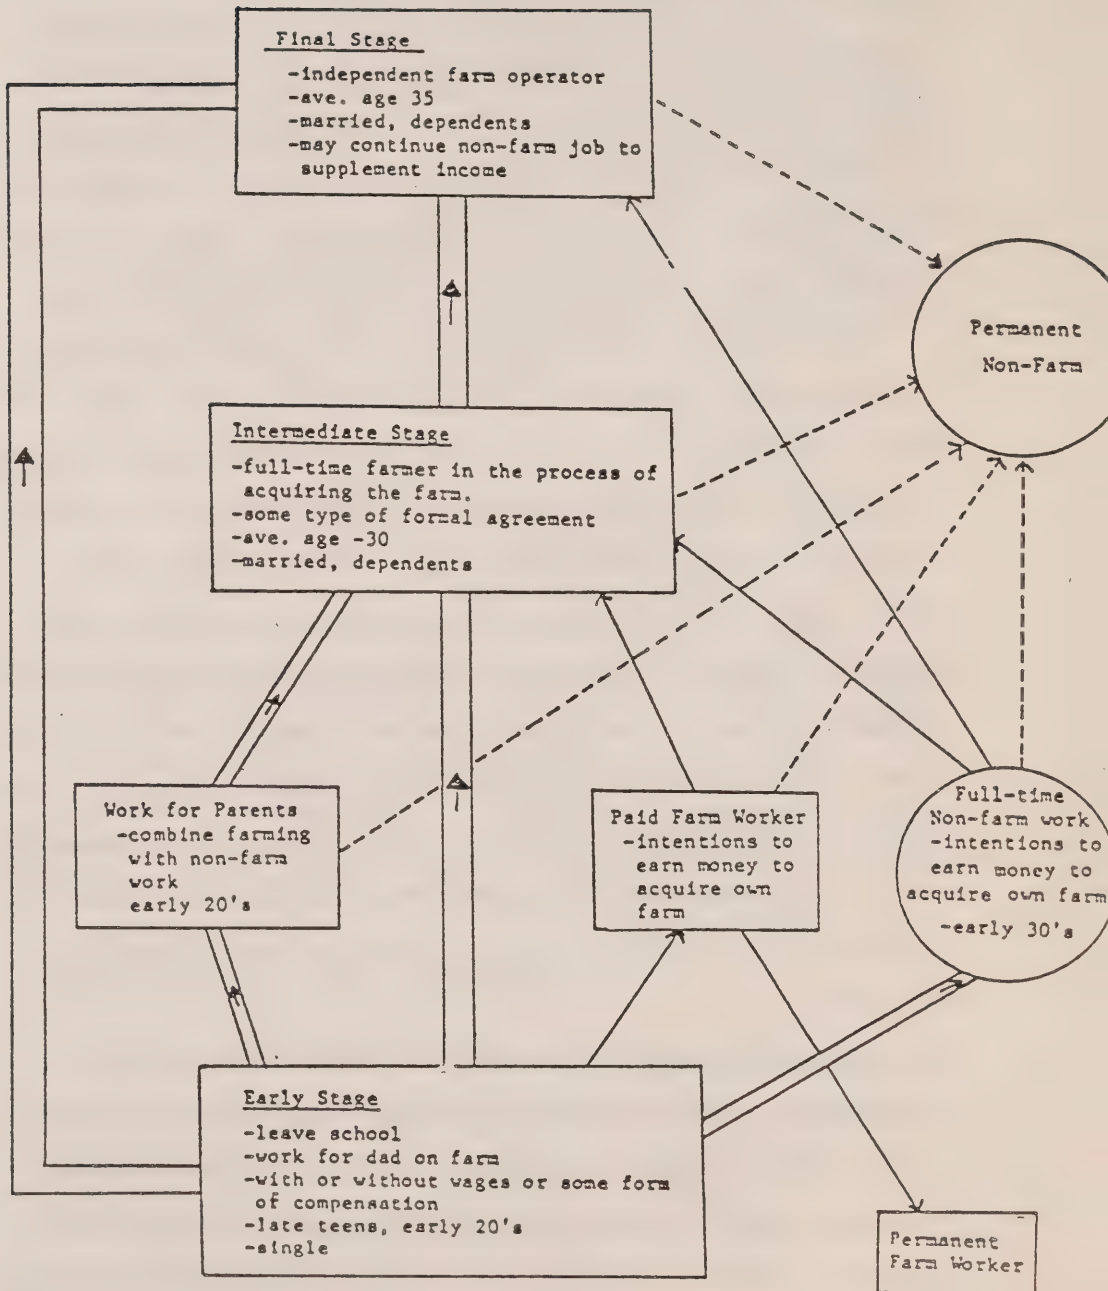 Final Stage
-independent farm operator
-ave. age 35
-married, dependents
-may continue non-farm job to
supplement income
Permanent
Non-Farm
Intermediate Stage
-full-time farmer in the process of
acquiring the farm.
-some type of formal agreement
-ave. age -30
-married, dependents
Work for Parents
-combine farming
with non-farm
work
early 20's
Paid Farm Worker
-intentions to
earn money to
acquire own
farm
Full-time
Non-farm work
-intentions to
earn money to
acquire own farm
-early 30's
Early Stage
-leave school
-work for dad on farm
-with or without wages or some form
of compensation
-late teens, early 20's
-single
Permanent
Farm Worker